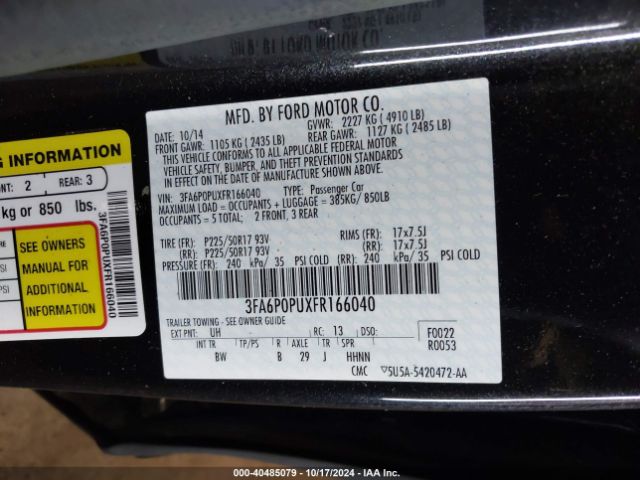 MFD. BY FORD MOTOR CO.
DATE: 10/14 GVWR: 2227 KG ( 4910 LB)
FRONT GAWR: 1105 KG ( 2435 LB) REAR GAWR: 1127 KG ( 2485 LB)
THIS VEHICLE CONFORMS TO ALL APPLICABLE FEDERAL MOTOR
VEHICLE SAFETY, BUMPER, AND THEFT PREVENTION STANDARDS
IN EFFECT ON THE DATE OF MANUFACTURE SHOWN ABOVE.
VIN: 3FA6P0PUXFR166040 TYPE: Passenger Car
MAXIMUM LOAD = OCCUPANTS + LUGGAGE = 385KG/ 850LB
OCCUPANTS = 5 TOTAL; 2 FRONT, 3 REAR
TIRE (FR): P225/50R17 93V RIMS (FR): 17x7.5J
(RR): P225/50R17 93V (RR): 17x7.5J
PRESSURE (FR): 240 kPa/ 35 PSI COLD (RR): 240 kPa/ 35 PSI COLD
3FA6P0PUXFR166040
TRAILER TOWING - SEE OWNER GUIDE
EXT PNT: UH RC: 13 DSO: F0022
R0053
INT TR TP/PS R AXLE TR SPR
BW B 29 J HHNN
CMC 5U5A-5420472-AA
G INFORMATION
NT: 2 REAR: 3
kg or 850 lbs.
SEE OWNERS
MANUAL FOR
ADDITIONAL
INFORMATION
3FA6P0PUXFR166040
000-40485079 - 10/17/2024 - IAA Inc.